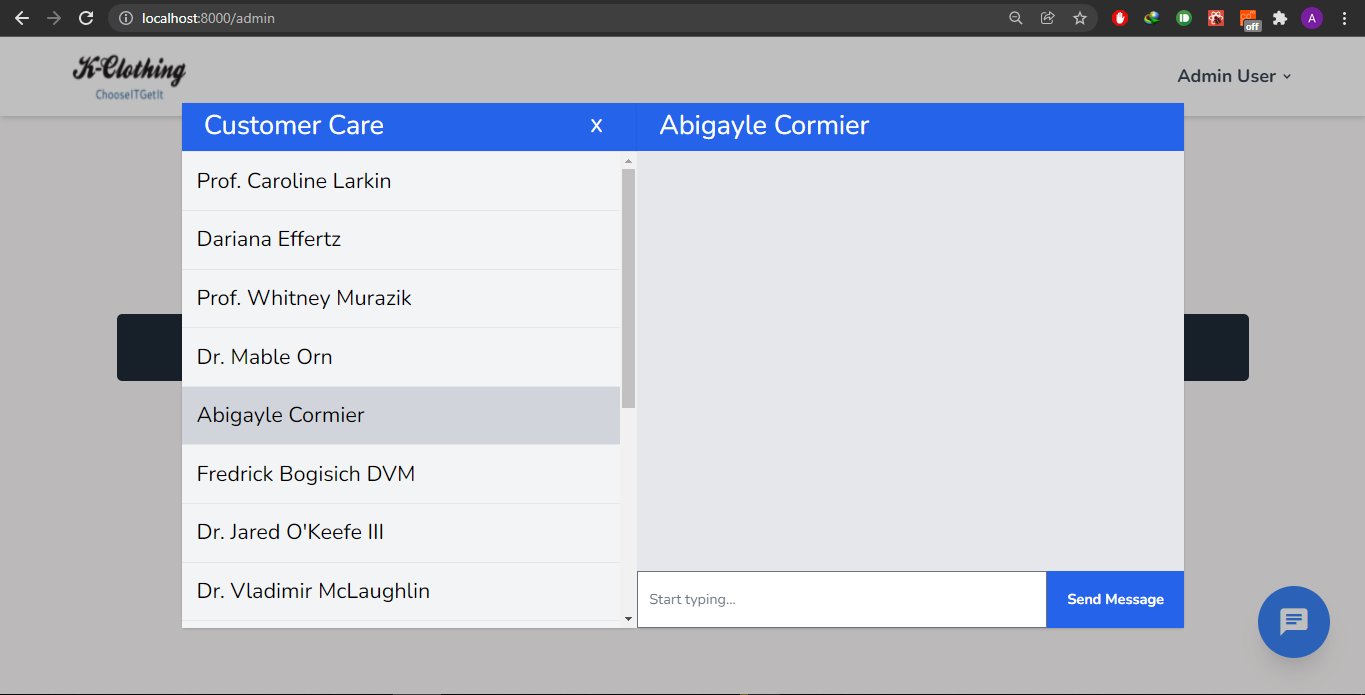 localhost:8000/admin
off
A
K-Clothing
ChooseITGetIt
Admin User
Customer Care
X
Abigayle Cormier
Prof. Caroline Larkin
Dariana Effertz
Prof. Whitney Murazik
Dr. Mable Orn
Abigayle Cormier
Fredrick Bogisich DVM
Dr. Jared O'Keefe III
Dr. Vladimir McLaughlin
Start typing...
Send Message